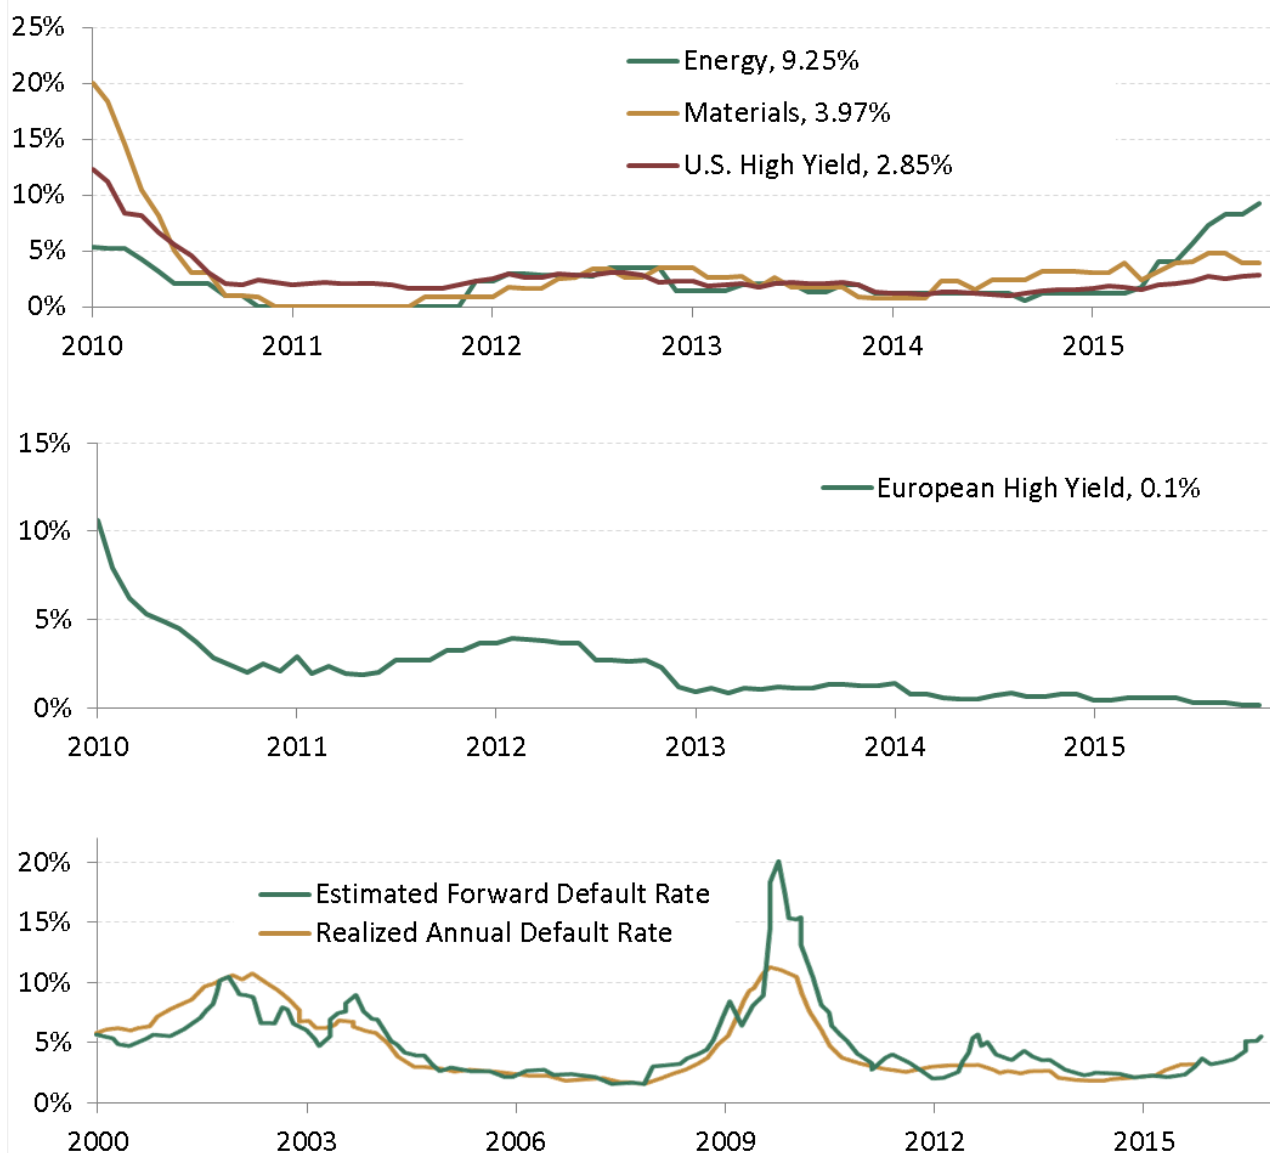 25%
Energy, 9.25%
20%
Materials, 3.97%
15%
U.S. High Yield, 2.85%
10%
5%
0%
2010 2011 2012 2013 2014 2015
15%
European High Yield, 0.1%
10%
5%
0%
2010 2011 2012 2013 2014 2015
20%
Estimated Forward Default Rate
15%
Realized Annual Default Rate
10%
5%
0%
2000 2003 2006 2009 2012 2015